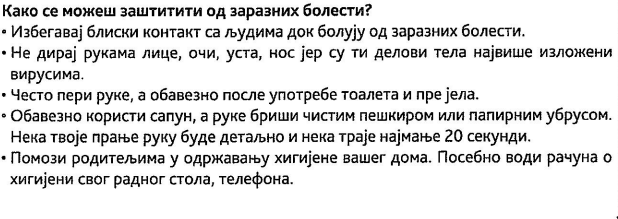 Како се можеш заштитити од заразних болести?
• Избегавај блиски контакт са људима док болују од заразних болести.
• Не дирај рукама лице, очи, уста, нос јер су ти делови тела највише изложени
вирусима.
• Често пери руке, а обавезно после употребе тоалета и пре јела.
• Обавезно користи сапун, а руке бриши чистим пешкиром или папирним убрусом.
Нека твоје прање руку буде детаљно и нека траје најмање 20 секунди.
• Помози родитељима у одржавању хигијене вашег дома. Посебно води рачуна о
хигијени свог радног стола, телефона.